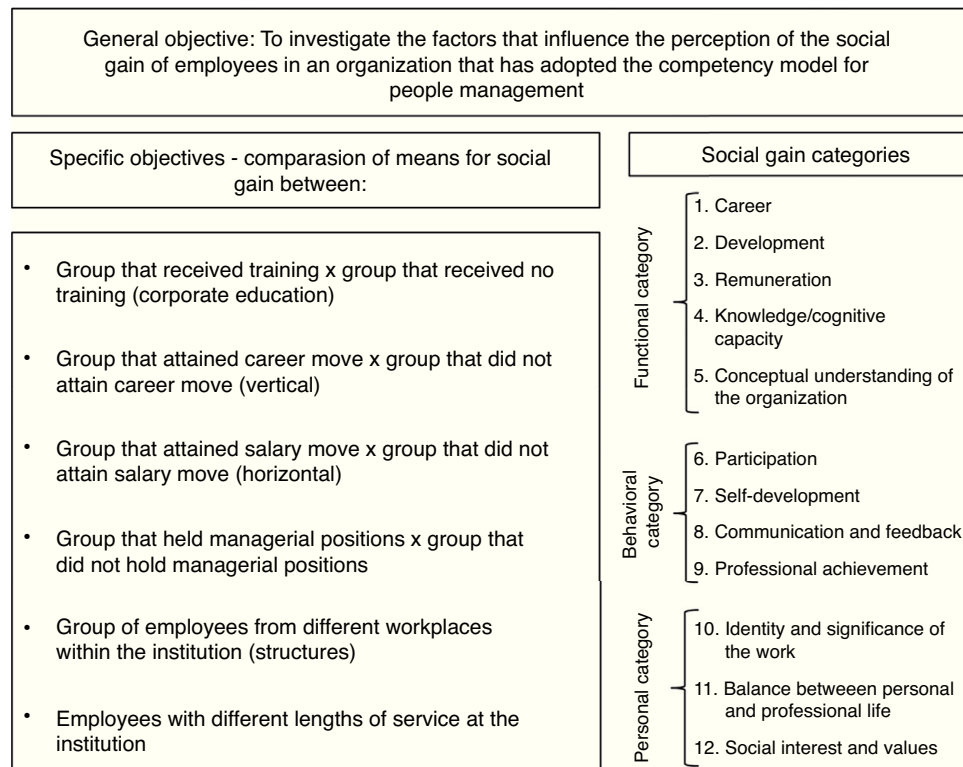 General objective: To investigate the factors that influence the perception of the social
gain of employees in an organization that has adopted the competency model for
people management
Specific objectives - comparasion of means for social
gain between:
• Group that received training x group that received no
training (corporate education)
• Group that attained career move x group that did not
attain career move (vertical)
• Group that attained salary move x group that did not
attain salary move (horizontal)
• Group that held managerial positions x group that
did not hold managerial positions
• Group of employees from different workplaces
within the institution (structures)
• Employees with different lengths of service at the
institution
Social gain categories
Functional category
1. Career
2. Development
3. Remuneration
4. Knowledge/cognitive
capacity
5. Conceptual understanding of
the organization
Behavioral
category
6. Participation
7. Self-development
8. Communication and feedback
9. Professional achievement
Personal category
10. Identity and significance of
the work
11. Balance betweeen personal
and professional life
12. Social interest and values